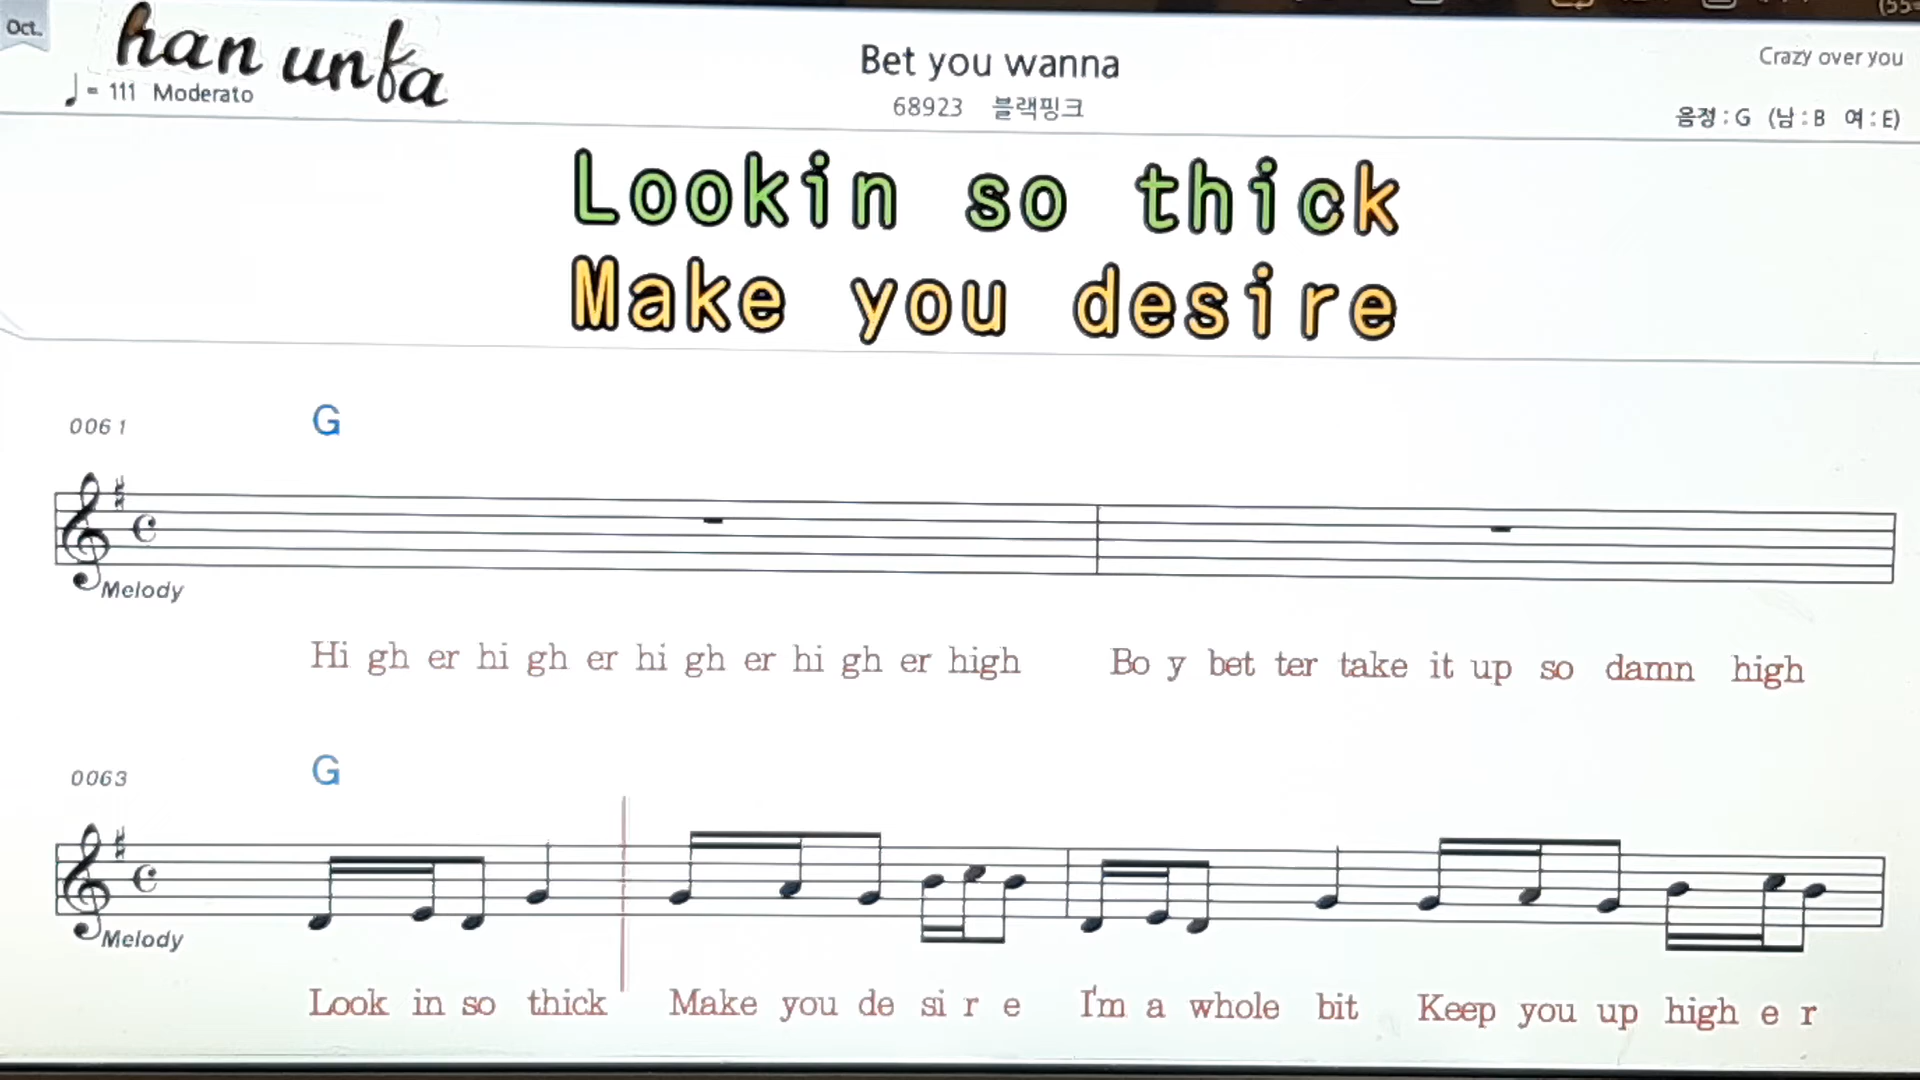 Oct.
han unfa
♩= 111 Moderato
Bet you wanna
68923 블랙핑크
Crazy over you
음정 : G (남 : B 여 : E)
Lookin so thick
Make you desire
0061 G
Melody
Hi gh er hi gh er hi gh er hi gh er high Bo y bet ter take it up so damn high
0063 G
Melody
Look in so thick Make you de si r e I'm a whole bit Keep you up high e r